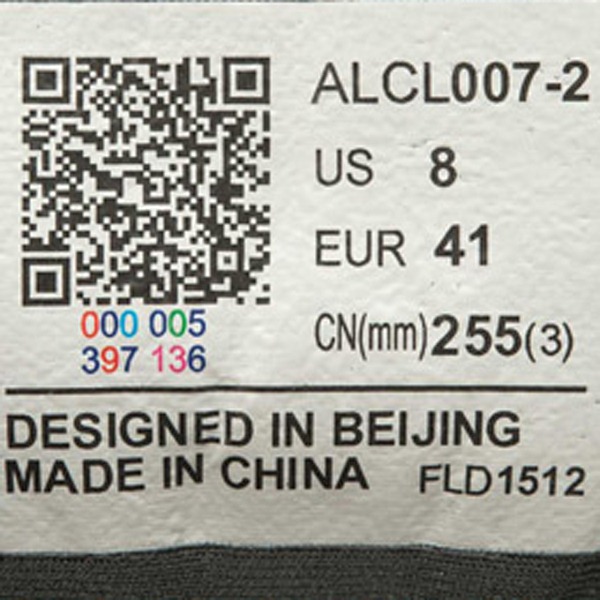 ALCL007-2
US 8
EUR 41
CN(mm)255(3)
000 005
397 136
DESIGNED IN BEIJING
MADE IN CHINA FLD1512